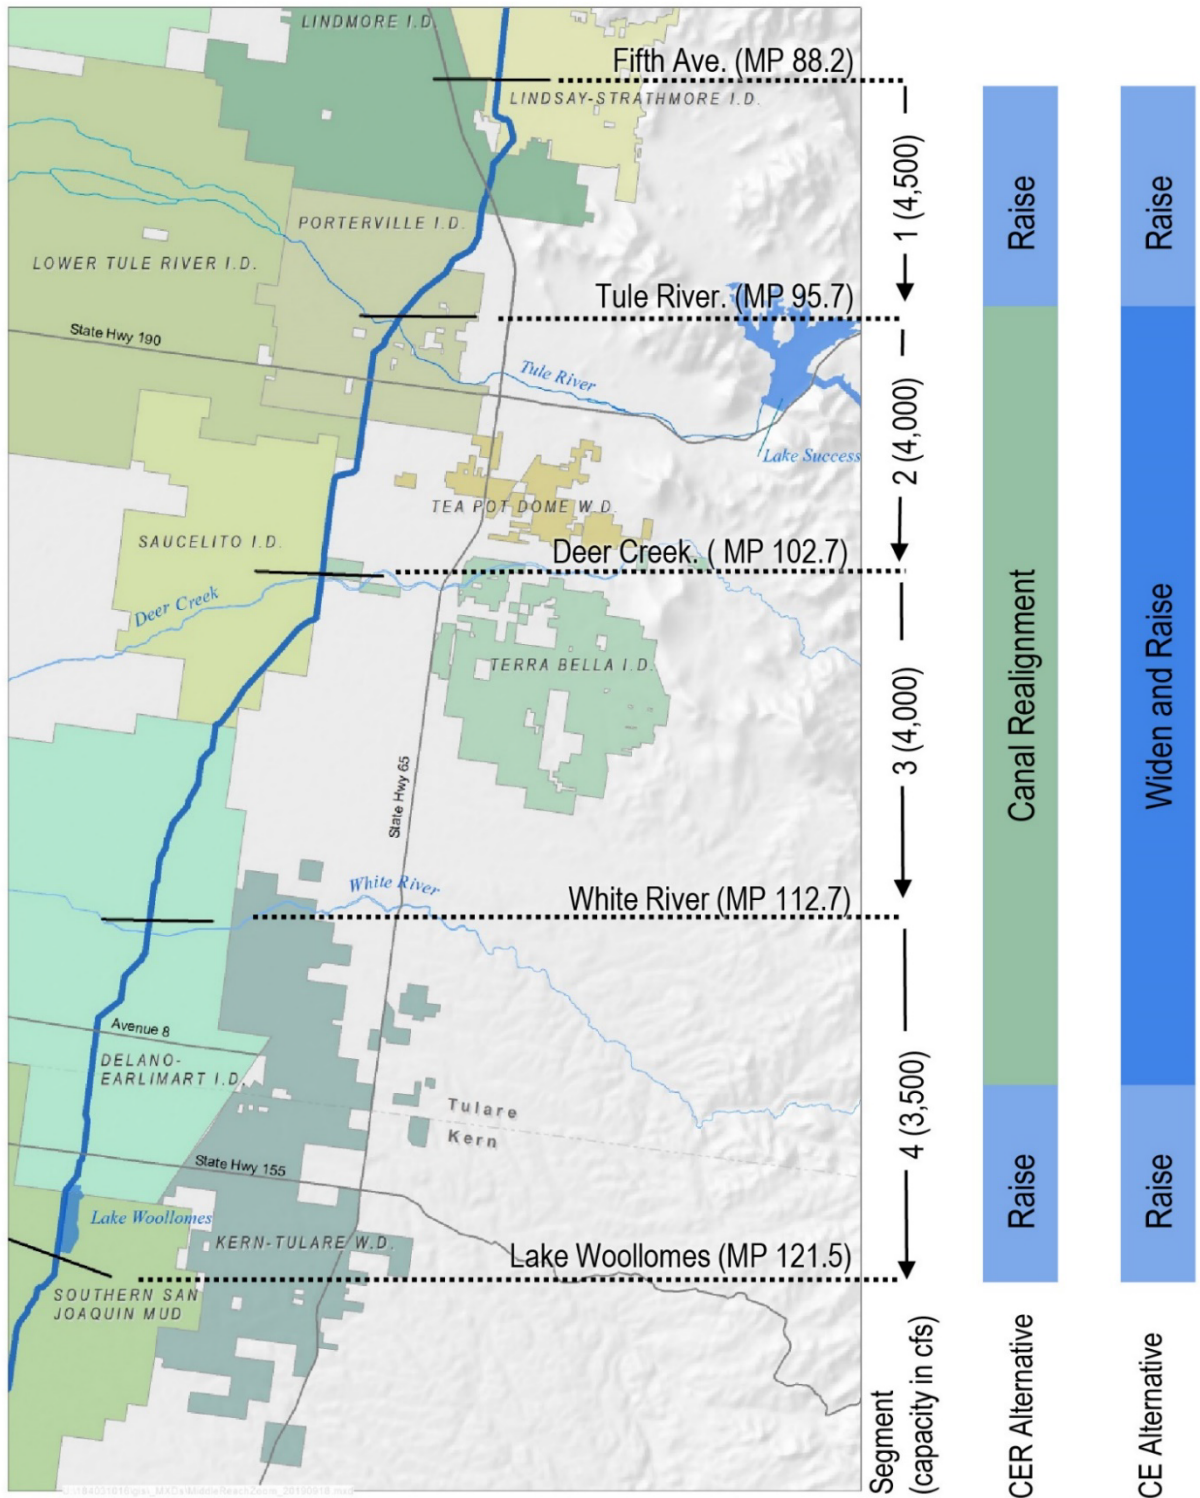 LINDMORE I.D.
Fifth Ave. (MP 88.2)
LINDSAY-STRATHMORE I.D.
1 (4,500)
Raise
Raise
PORTERVILLE I.D.
LOWER TULE RIVER I.D.
Tule River. (MP 95.7)
State Hwy 190
Tule River
2 (4,000)
Lake Success
TEA POT DOME W.D.
SAUCELITO I.D.
Deer Creek. ( MP 102.7)
Deer Creek
TERRA BELLA I.D.
3 (4,000)
Canal Realignment
Widen and Raise
State Hwy 65
White River
White River (MP 112.7)
Avenue 8
DELANO-
EARLIMART I.D.
Tulare
Kern
4 (3,500)
State Hwy 155
Raise
Raise
Lake Woollomes
KERN-TULARE W.D.
Lake Woollomes (MP 121.5)
SOUTHERN SAN
JOAQUIN MUD
Segment
(capacity in cfs)
CER Alternative
CE Alternative